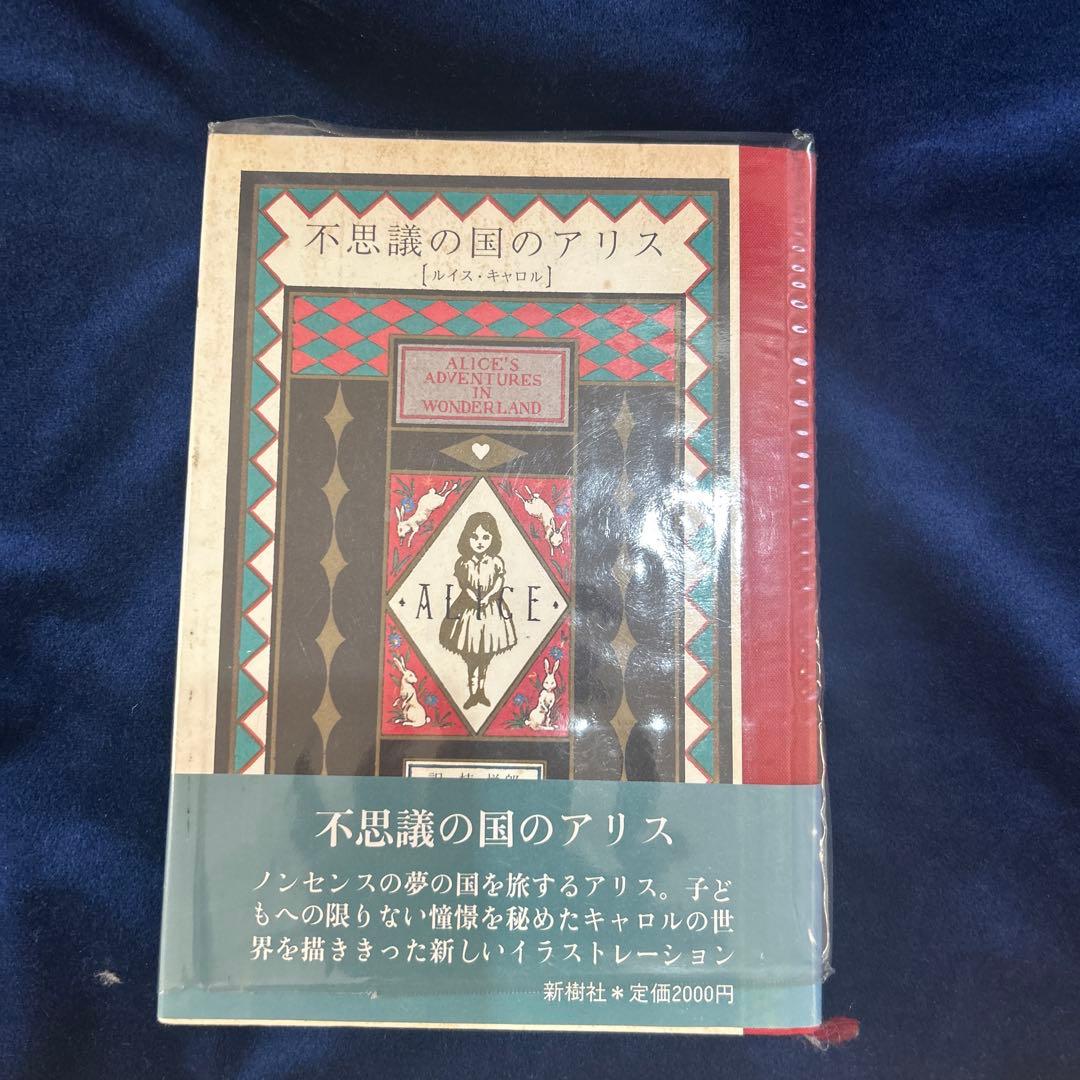 不思議の国のアリス
[ルイス・キャロル]
ALICE'S
ADVENTURES
IN
WONDERLAND
ALICE
不思議の国のアリス
ノンセンスの夢の国を旅するアリス。子ど
もへの限りない憧憬を秘めたキャロルの世
界を描ききった新しいイラストレーション
新樹社＊定価2000円